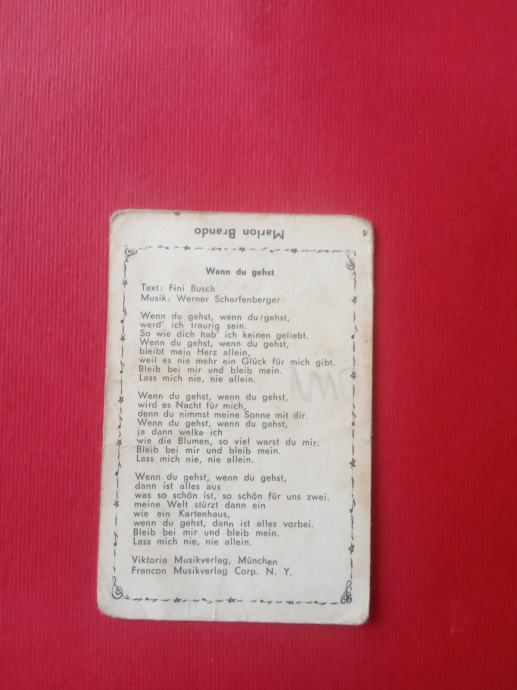 Marlon Brando
Wenn du gehst
Text: Fini Busch
Musik: Werner Scharfenberger
Wenn du gehst, wenn du gehst,
werd' ich traurig sein.
So wie dich hab' ich keinen geliebt.
Wenn du gehst, wenn du gehst,
bleibt mein Herz allein,
weil es nie mehr ein Glück für mich gibt.
Bleib bei mir und bleib mein.
Lass mich nie, nie allein.
Wenn du gehst, wenn du gehst,
wird es Nacht für mich,
denn du nimmst meine Sonne mit dir.
Wenn du gehst, wenn du gehst,
ja dann welke ich
wie die Blumen, so viel warst du mir.
Bleib bei mir und bleib mein.
Lass mich nie, nie allein.
Wenn du gehst, wenn du gehst,
dann ist alles aus
was so schön ist, so schön für uns zwei.
meine Welt stürzt dann ein
wie ein Kartenhaus,
wenn du gehst, dann ist alles vorbei.
Bleib bei mir und bleib mein.
Lass mich nie, nie allein.
Viktoria Musikverlag, München
Francon Musikverlag Corp. N. Y.